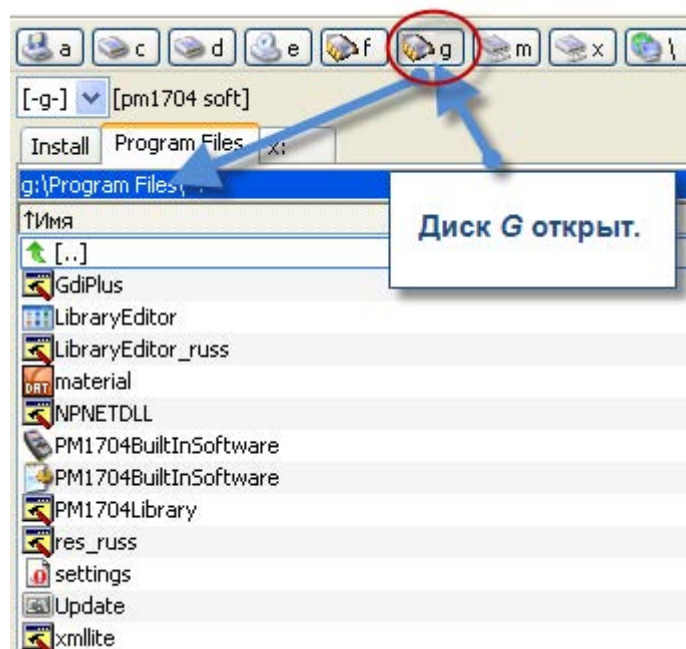 a c d e f g m x \
[-g-] [pm1704 soft]
Install Program Files x:
g:\Program Files\*.*
↑Имя
[..]
Диск G открыт.
GdiPlus
LibraryEditor
LibraryEditor_russ
material
NPNETDLL
PM1704BuiltInSoftware
PM1704BuiltInSoftware
PM1704Library
res_russ
settings
Update
xmllite